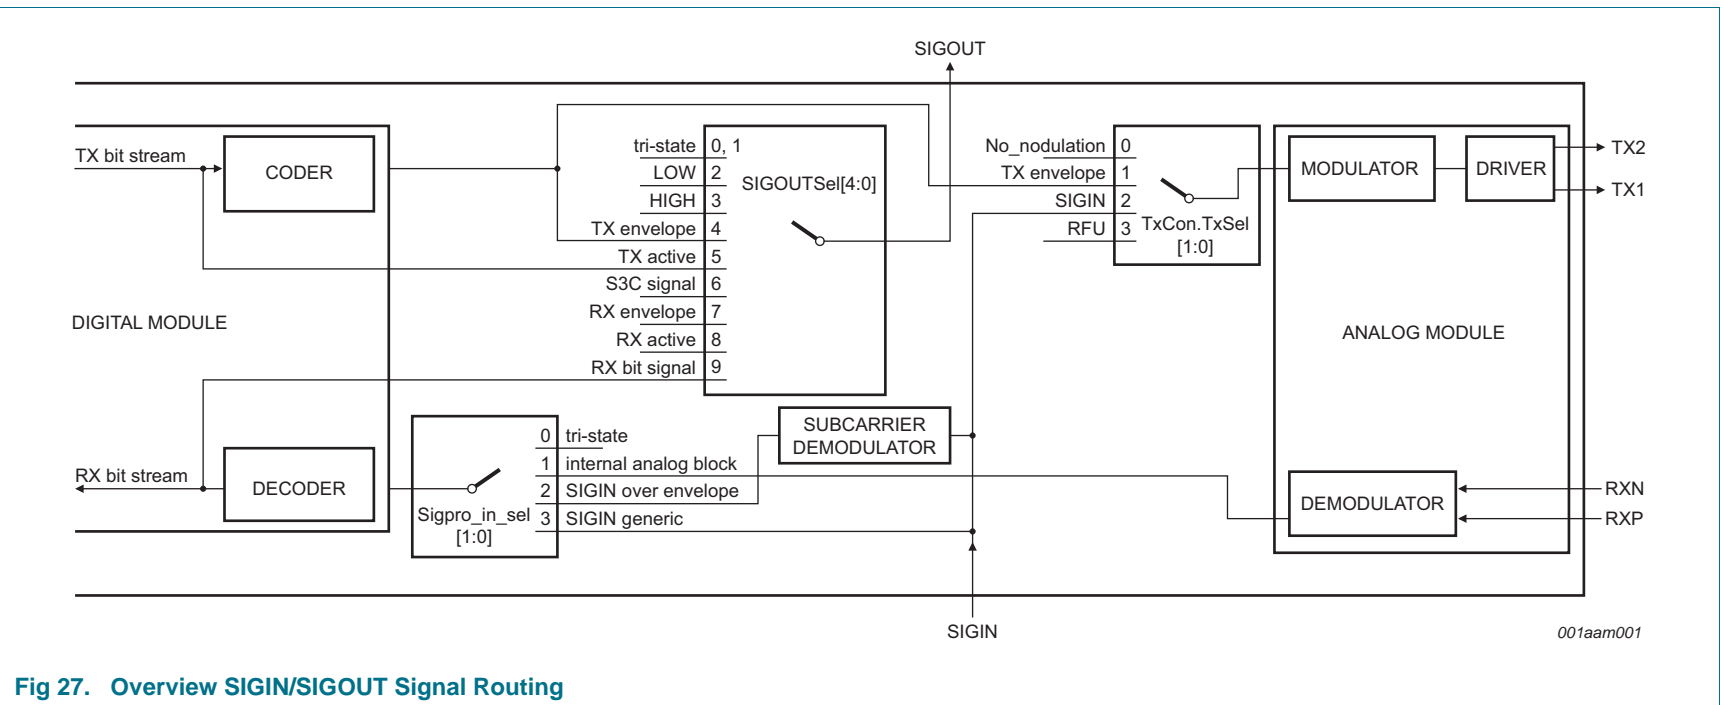 SIGOUT
TX bit stream
CODER
tri-state 0, 1
LOW 2
HIGH 3
TX envelope 4
TX active 5
S3C signal 6
RX envelope 7
RX active 8
RX bit signal 9
SIGOUTSel[4:0]
No_nodulation 0
TX envelope 1
SIGIN 2
RFU 3
TxCon.TxSel
[1:0]
MODULATOR
DRIVER
TX2
TX1
DIGITAL MODULE
ANALOG MODULE
RX bit stream
DECODER
Sigpro_in_sel
[1:0]
0 tri-state
1 internal analog block
2 SIGIN over envelope
3 SIGIN generic
SUBCARRIER
DEMODULATOR
DEMODULATOR
RXN
RXP
SIGIN
001aam001
Fig 27. Overview SIGIN/SIGOUT Signal Routing